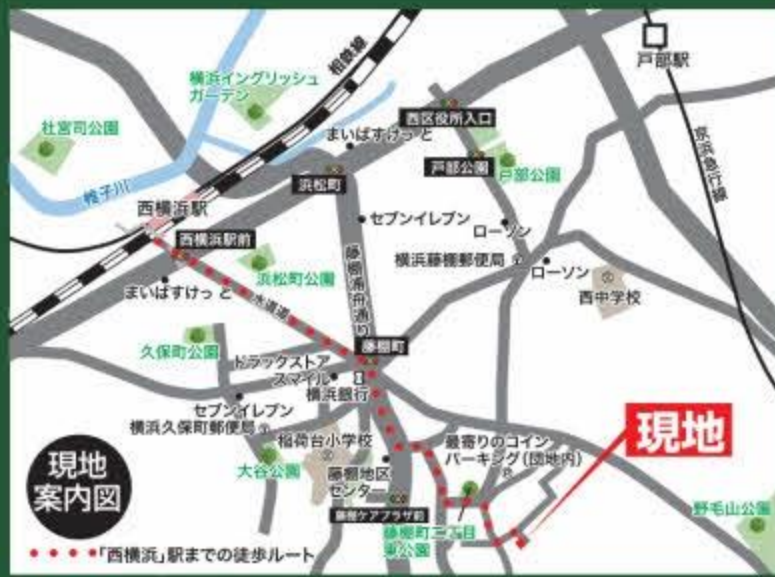 相鉄線
戸部駅
横浜イングリッシュ
ガーデン
社宮司公園
西区役所入口
まいばすけっと
戸部公園
戸部公園
京浜急行線
浜松町
帷子川
西横浜駅
セブンイレブン
ローソン
西横浜駅前
藤棚浦舟通り
横浜藤棚郵便局
ローソン
浜松町公園
まいばすけっと
西中学校
水道道
久保町公園
藤棚町
ドラックストア
スマイル
横浜銀行
セブンイレブン
横浜久保町郵便局
稲荷台小学校
最寄りのコイン
パーキング(団地内)
P
現地
大谷公園
藤棚地区
センター
現地
案内図
藤棚ケアプラザ前
藤棚町二丁目
東公園
野毛山公園
「西横浜」駅までの徒歩ルート